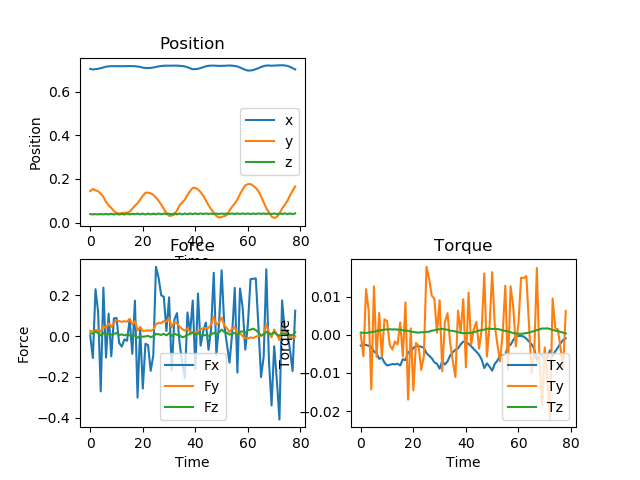 Position
Position
0.6
0.4
0.2
0.0
x
y
z
0 20 40 60 80
Time
Force
Force
0.2
0.0
−0.2
−0.4
Fx
Fy
Fz
0 20 40 60 80
Time
Torque
Torque
0.01
0.00
−0.01
−0.02
Tx
Ty
Tz
0 20 40 60 80
Time